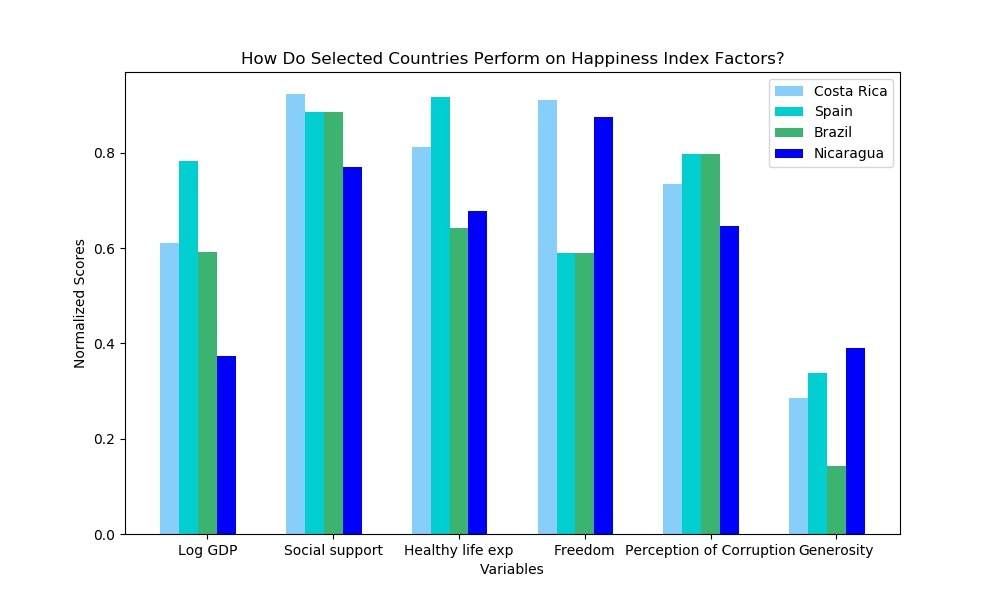 How Do Selected Countries Perform on Happiness Index Factors?
Costa Rica
Spain
Brazil
Nicaragua
Normalized Scores
0.8
0.6
0.4
0.2
0.0
Log GDP Social support Healthy life exp Freedom Perception of Corruption Generosity
Variables